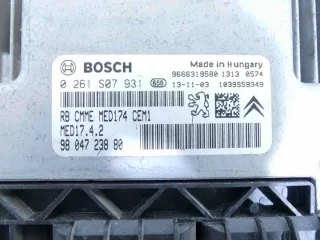 BOSCH
Made in Hungary
9666319580 1313 0574
0 261 S07 931 658 13-11-03 1039S59349
RB CMME MED174 CEM1
MED17.4.2
98 047 238 80